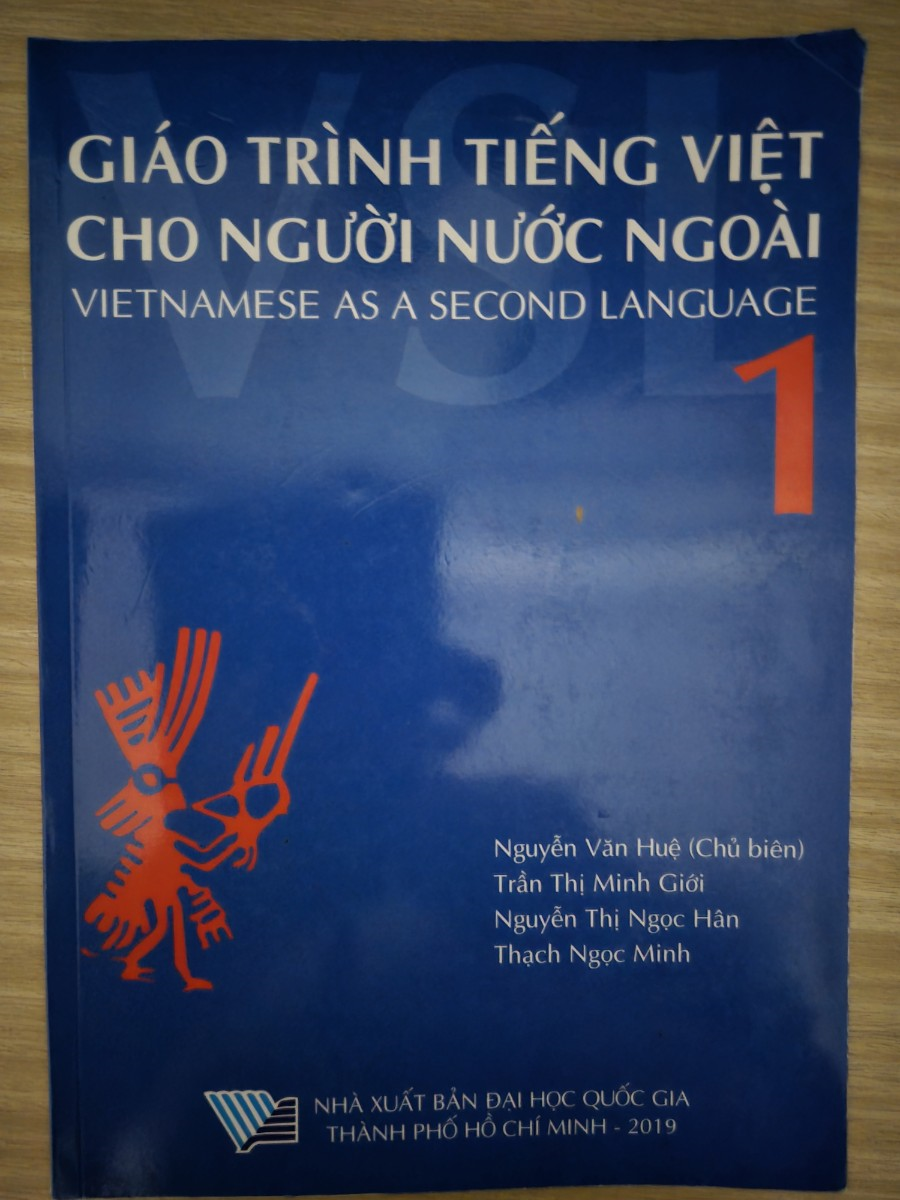 VSL
GIÁO TRÌNH TIẾNG VIỆT
CHO NGƯỜI NƯỚC NGOÀI
VIETNAMESE AS A SECOND LANGUAGE
1
Nguyễn Văn Huệ (Chủ biên)
Trần Thị Minh Giới
Nguyễn Thị Ngọc Hân
Thạch Ngọc Minh
NHÀ XUẤT BẢN ĐẠI HỌC QUỐC GIA
THÀNH PHỐ HỒ CHÍ MINH - 2019